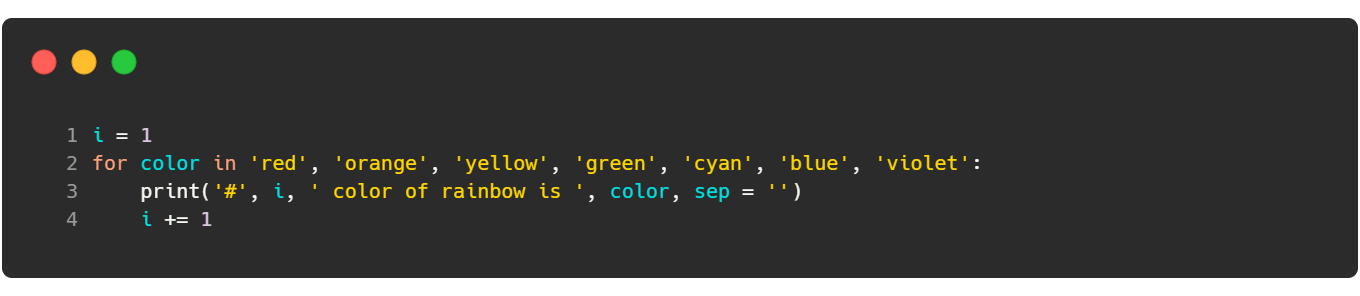 1 i = 1
2 for color in 'red', 'orange', 'yellow', 'green', 'cyan', 'blue', 'violet':
3     print('#', i, ' color of rainbow is ', color, sep = '')
4     i += 1